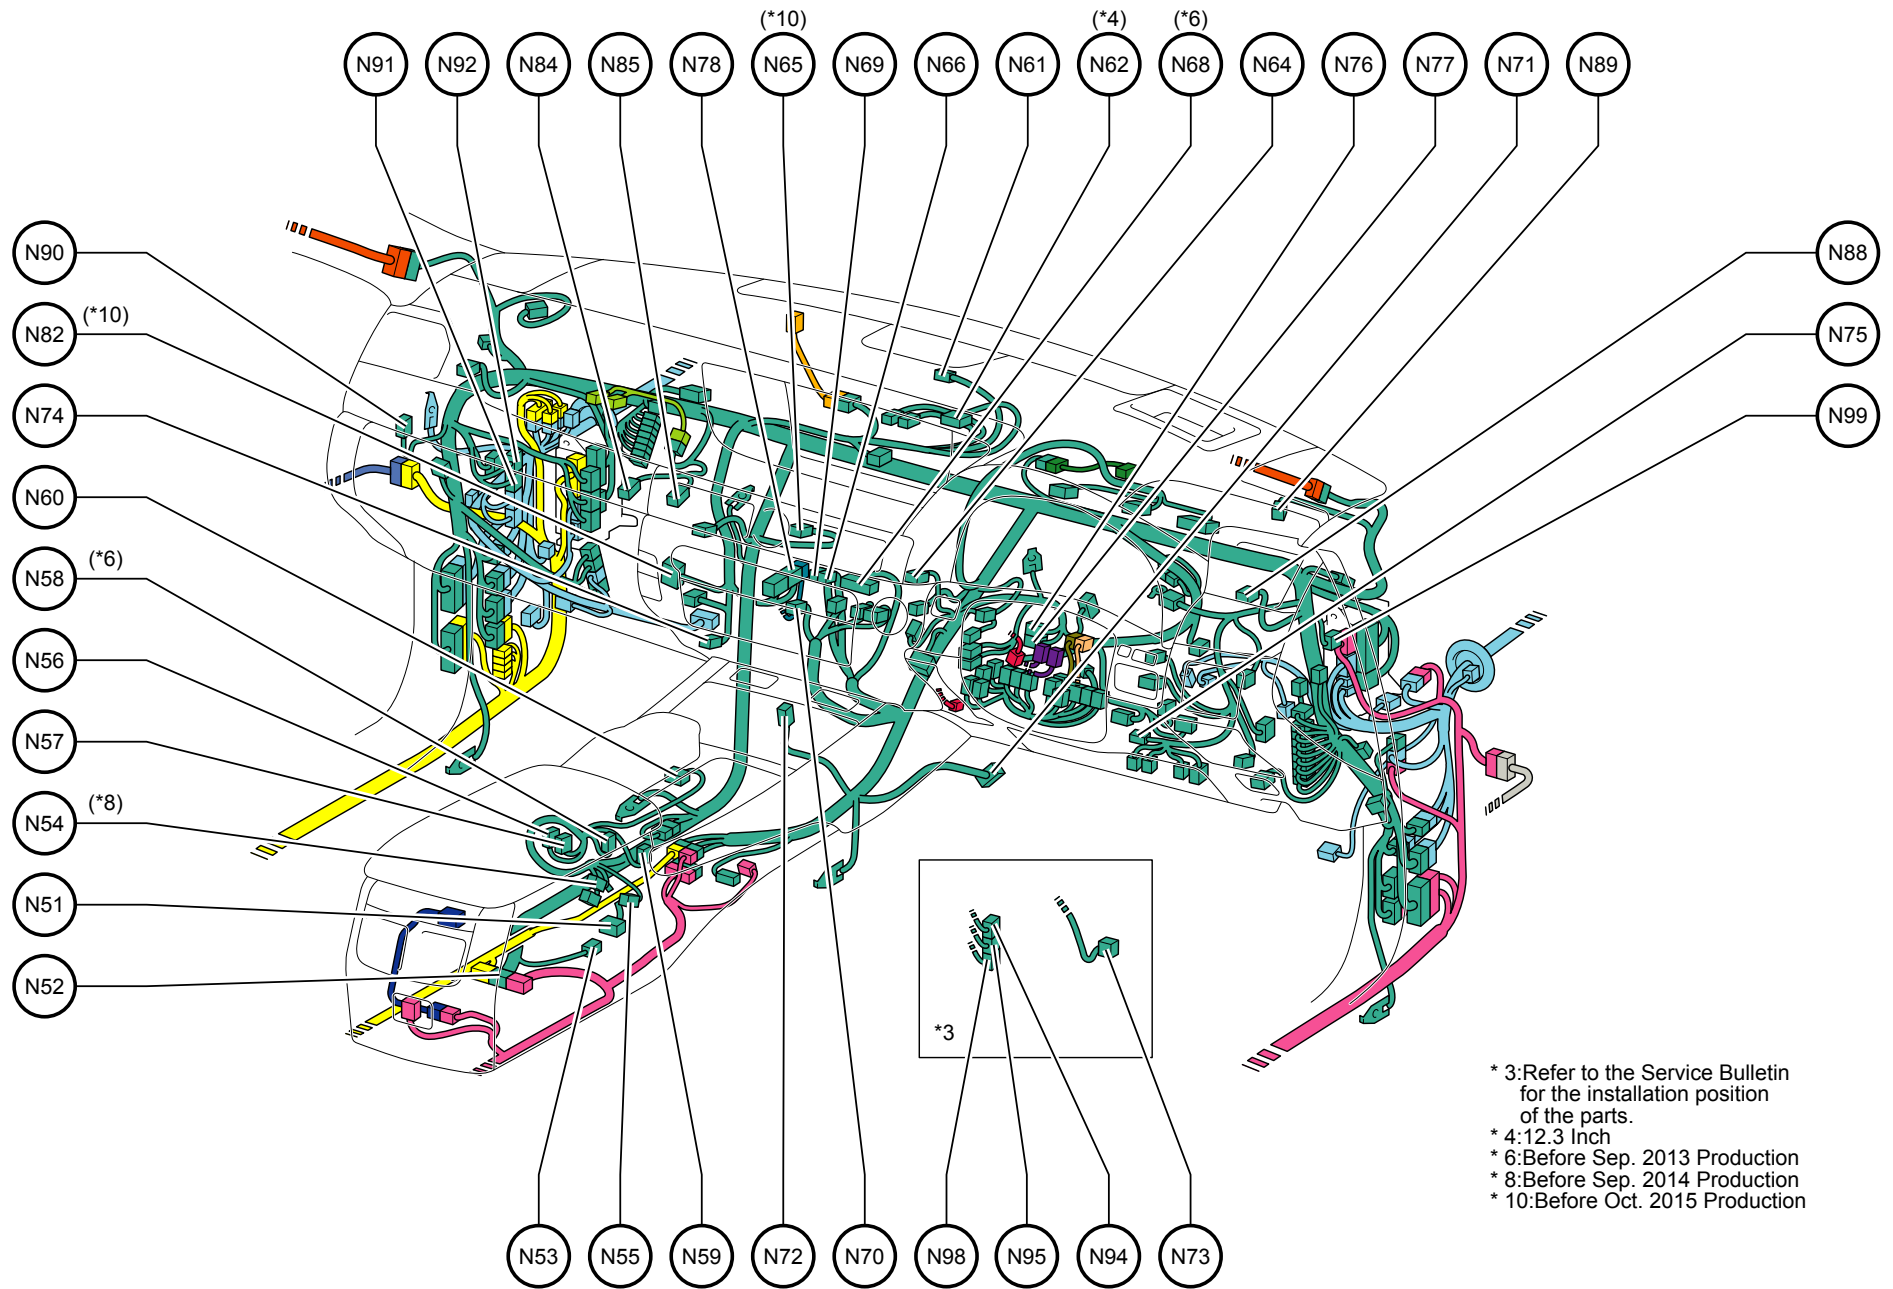 (*10)
(*4)
(*6)
N91
N92
N84
N85
N78
N65
N69
N66
N61
N62
N68
N64
N76
N77
N71
N89
N90
N88
N82 (*10)
N75
N74
N99
N60
N58 (*6)
N56
N57
N54 (*8)
N51
N52
*3
* 3:Refer to the Service Bulletin
for the installation position
of the parts.
* 4:12.3 Inch
* 6:Before Sep. 2013 Production
* 8:Before Sep. 2014 Production
* 10:Before Oct. 2015 Production
N53
N55
N59
N72
N70
N98
N95
N94
N73